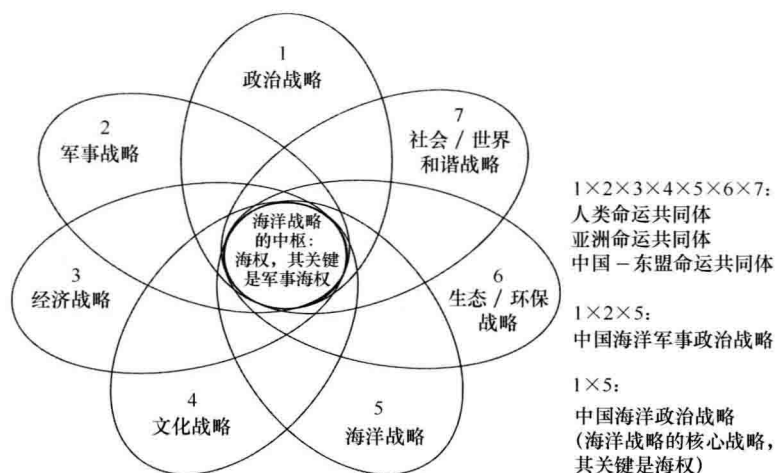 1
政治战略
2
军事战略
7
社会 / 世界
和谐战略
海洋战略
的中枢：
海权，其关键
是军事海权
3
经济战略
6
生态 / 环保
战略
4
文化战略
5
海洋战略
1×2×3×4×5×6×7：
人类命运共同体
亚洲命运共同体
中国－东盟命运共同体
1×2×5：
中国海洋军事政治战略
1×5：
中国海洋政治战略
(海洋战略的核心战略，
其关键是海权)